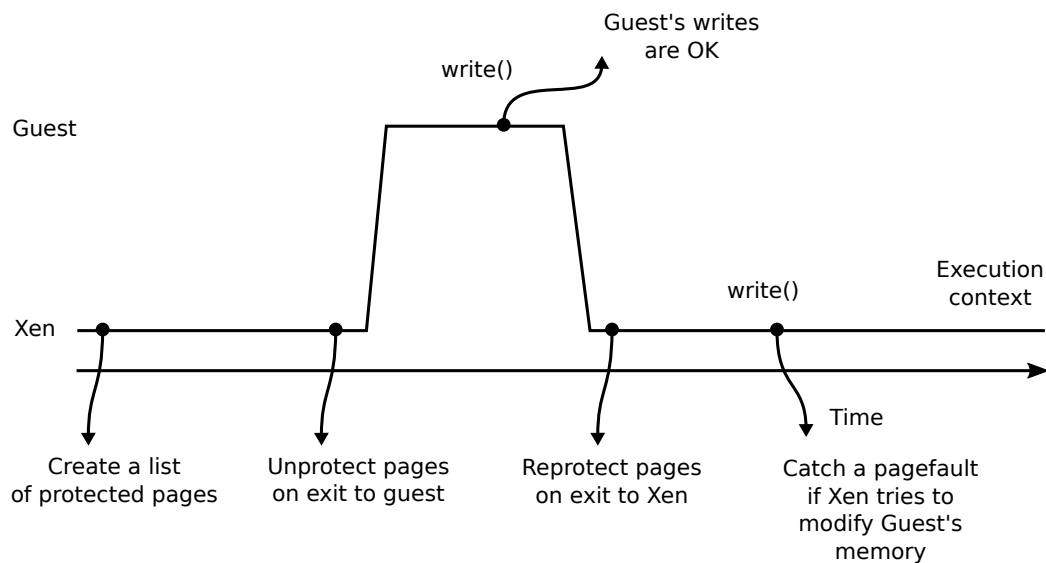 Guest's writes
are OK
write()
Guest
Execution
context
write()
Xen
Time
Create a list
of protected pages
Unprotect pages
on exit to guest
Reprotect pages
on exit to Xen
Catch a pagefault
if Xen tries to
modify Guest's
memory